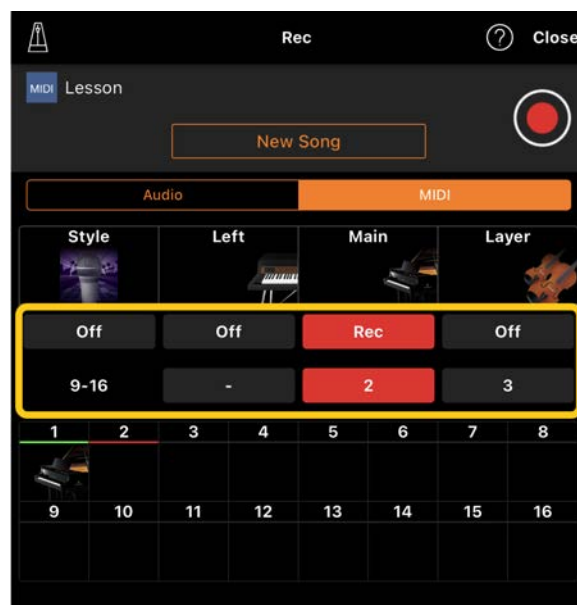 Rec
? Close
MIDI Lesson
New Song
Audio MIDI
Style Left Main Layer
Off Off Rec Off
9-16 - 2 3
1 2 3 4 5 6 7 8
9 10 11 12 13 14 15 16